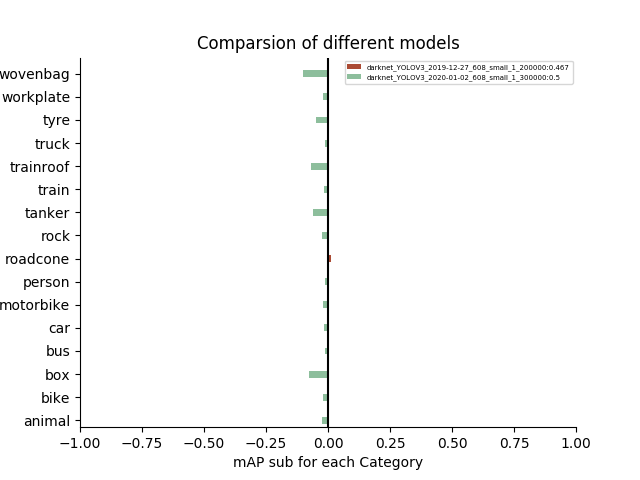 Comparsion of different models
darknet_YOLOV3_2019-12-27_608_small_1_200000:0.467
darknet_YOLOV3_2020-01-02_608_small_1_300000:0.5
wovenbag
workplate
tyre
truck
trainroof
train
tanker
rock
roadcone
person
motorbike
car
bus
box
bike
animal
−1.00 −0.75 −0.50 −0.25 0.00 0.25 0.50 0.75 1.00
mAP sub for each Category